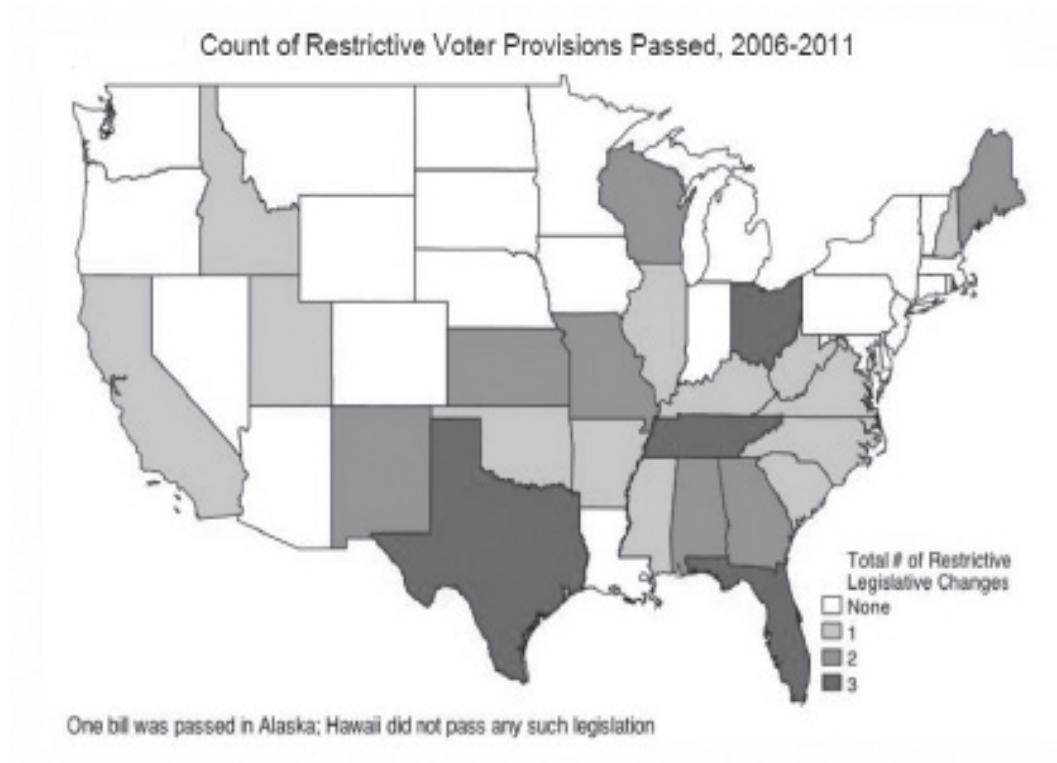 Count of Restrictive Voter Provisions Passed, 2006-2011
Total # of Restrictive
Legislative Changes
None
1
2
3
One bill was passed in Alaska; Hawaii did not pass any such legislation